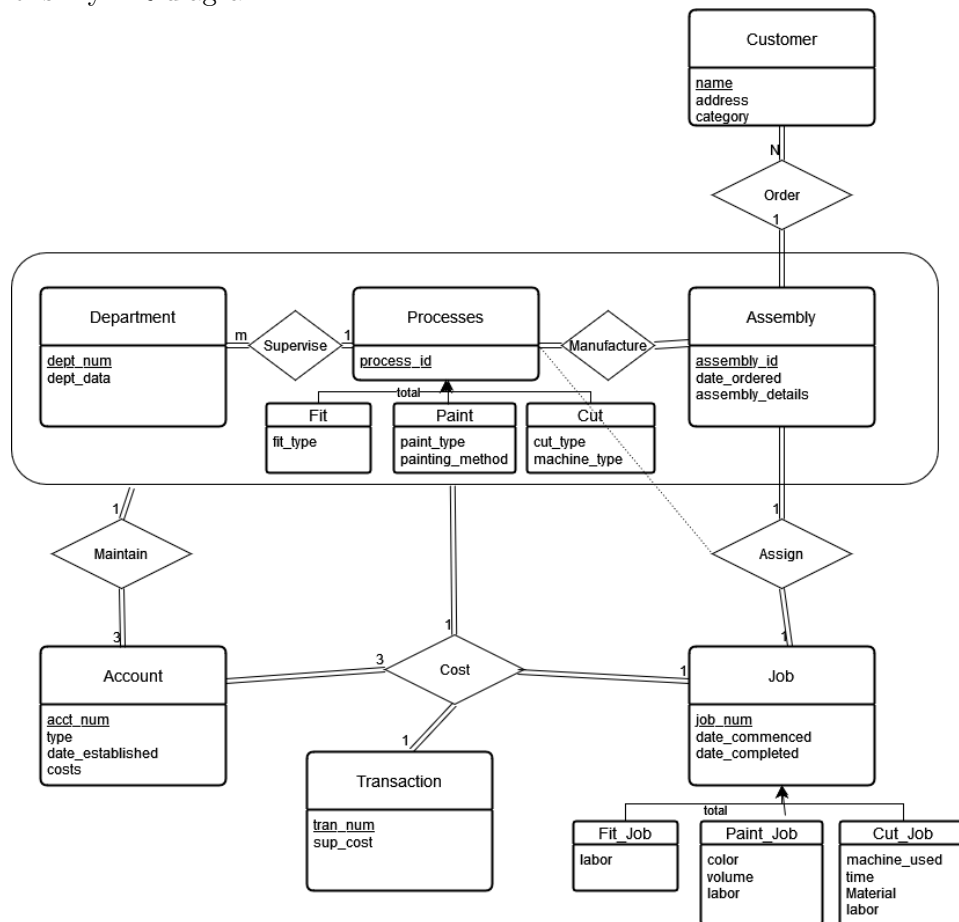 Customer
name
address
category
N
Order
1
Department
dept_num
dept_data
m
Supervise
1
Processes
process_id
Manufacture
Assembly
assembly_id
date_ordered
assembly_details
total
Fit
fit_type
Paint
paint_type
painting_method
Cut
cut_type
machine_type
1
Maintain
3
1
Assign
1
Account
acct_num
type
date_established
costs
3
1
Cost
1
1
Job
job_num
date_commenced
date_completed
Transaction
tran_num
sup_cost
total
Fit_Job
labor
Paint_Job
color
volume
labor
Cut_Job
machine_used
time
Material
labor